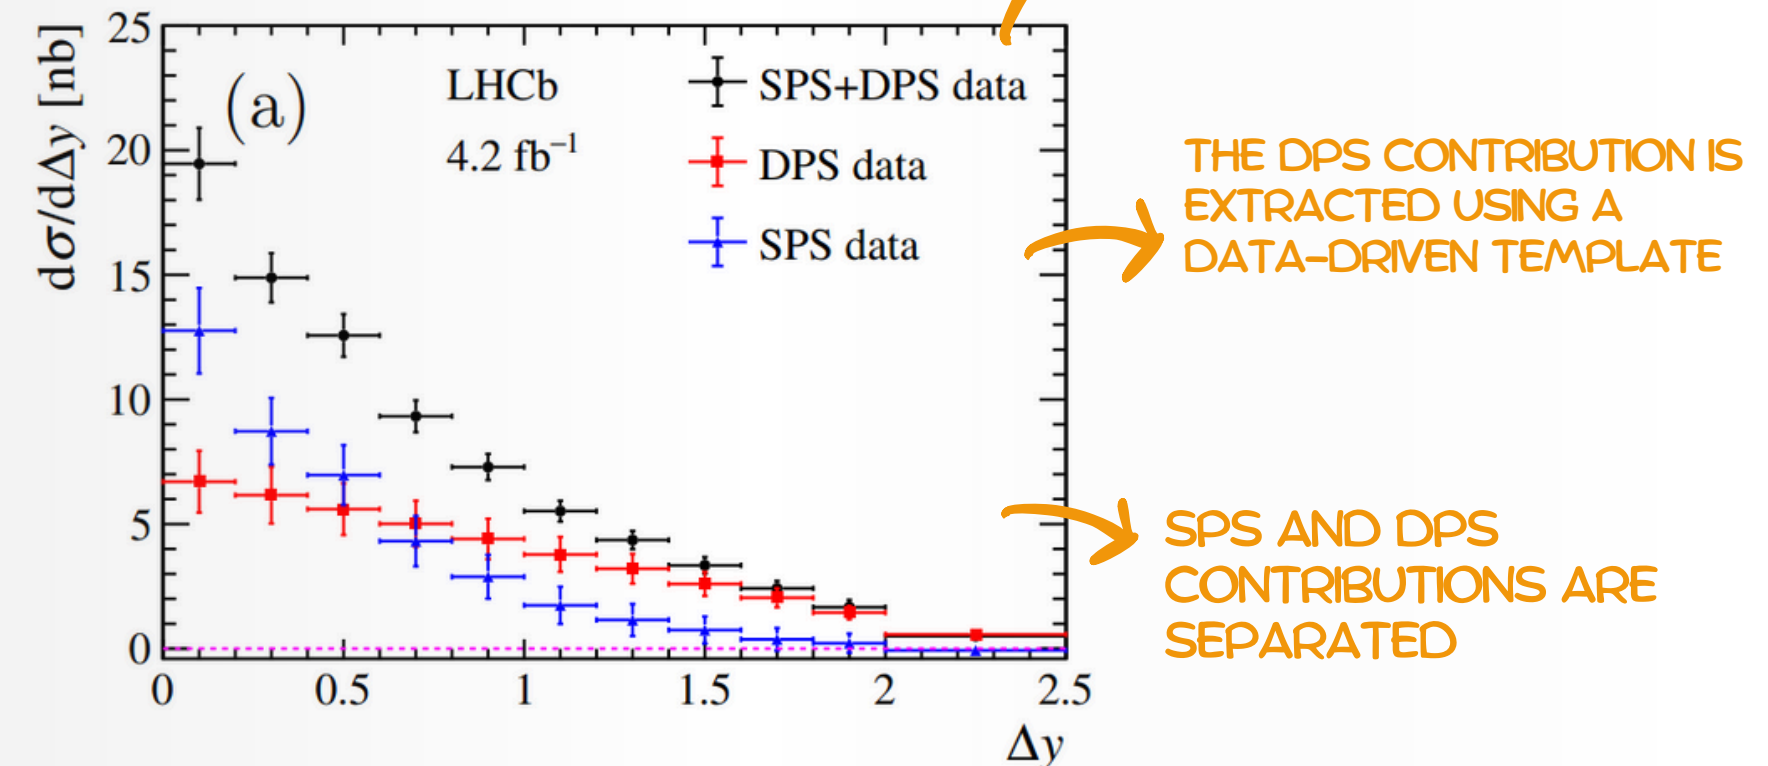 25
20
15
10
5
0
dσ/dΔy [nb]
(a)
LHCb
4.2 fb⁻¹
SPS+DPS data
DPS data
SPS data
0 0.5 1 1.5 2 2.5
Δy
THE DPS CONTRIBUTION IS
EXTRACTED USING A
DATA-DRIVEN TEMPLATE
SPS AND DPS
CONTRIBUTIONS ARE
SEPARATED